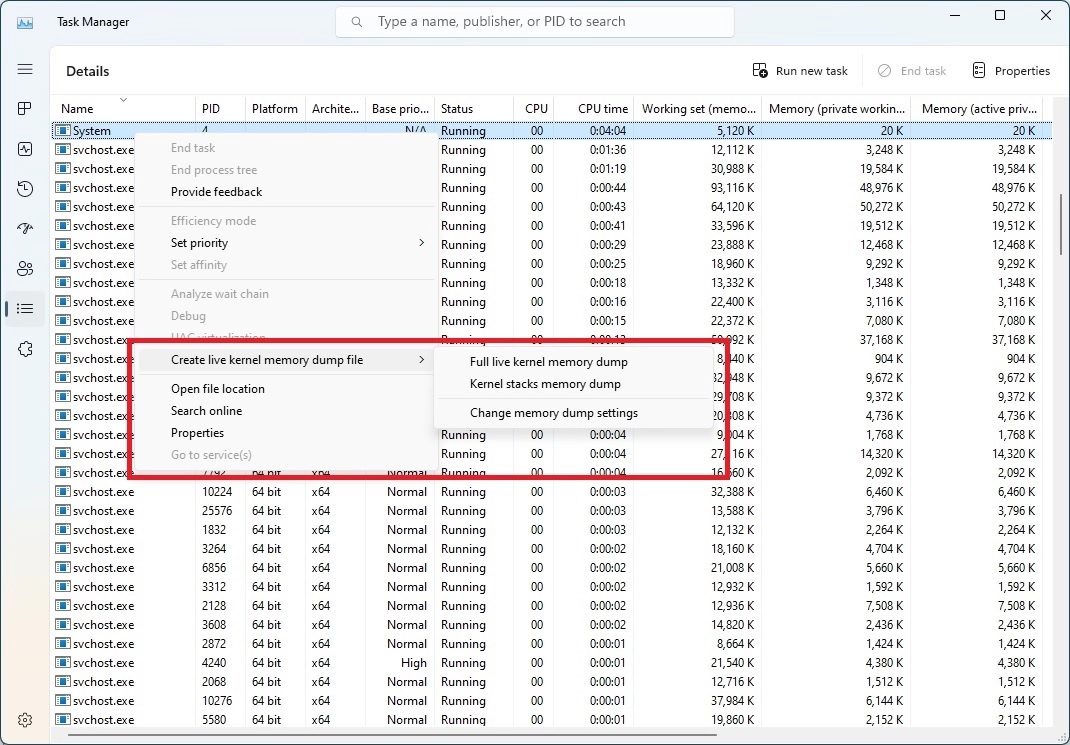 Task Manager
Type a name, publisher, or PID to search
Details
Run new task
End task
Properties
Name PID Platform Archite... Base prio... Status CPU CPU time Working set (memo... Memory (private workin... Memory (active priv...
System 4 N/A Running 00 0:04:04 5,120 K 20 K 20 K
svchost.exe Running 00 0:01:36 12,112 K 3,248 K 3,248 K
svchost.exe Running 00 0:01:19 30,988 K 19,584 K 19,584 K
svchost.exe Running 00 0:00:44 93,116 K 48,976 K 48,976 K
svchost.exe Running 00 0:00:43 64,120 K 50,272 K 50,272 K
svchost.exe Running 00 0:00:41 33,596 K 19,512 K 19,512 K
svchost.exe Running 00 0:00:29 23,888 K 12,468 K 12,468 K
svchost.exe Running 00 0:00:25 18,960 K 9,292 K 9,292 K
svchost.exe Running 00 0:00:18 13,332 K 1,348 K 1,348 K
svchost.exe Running 00 0:00:16 22,400 K 3,116 K 3,116 K
svchost.exe Running 00 0:00:15 22,372 K 7,080 K 7,080 K
svchost.exe 37,168 K 37,168 K
svchost.exe 904 K 904 K
svchost.exe 9,672 K 9,672 K
svchost.exe 9,372 K 9,372 K
svchost.exe 4,736 K 4,736 K
svchost.exe Running 00 0:00:04 1,768 K 1,768 K
svchost.exe Running 00 0:00:04 14,320 K 14,320 K
svchost.exe 7792 64 bit x64 Normal Running 00 0:00:04 2,092 K 2,092 K
svchost.exe 10224 64 bit x64 Normal Running 00 0:00:03 32,388 K 6,460 K 6,460 K
svchost.exe 25576 64 bit x64 Normal Running 00 0:00:03 13,588 K 3,796 K 3,796 K
svchost.exe 1832 64 bit x64 Normal Running 00 0:00:03 12,132 K 2,264 K 2,264 K
svchost.exe 3264 64 bit x64 Normal Running 00 0:00:02 18,160 K 4,704 K 4,704 K
svchost.exe 6856 64 bit x64 Normal Running 00 0:00:02 21,008 K 5,660 K 5,660 K
svchost.exe 3312 64 bit x64 Normal Running 00 0:00:02 12,932 K 1,592 K 1,592 K
svchost.exe 2128 64 bit x64 Normal Running 00 0:00:02 12,936 K 7,508 K 7,508 K
svchost.exe 3608 64 bit x64 Normal Running 00 0:00:02 14,820 K 2,436 K 2,436 K
svchost.exe 2872 64 bit x64 Normal Running 00 0:00:01 8,664 K 1,424 K 1,424 K
svchost.exe 4240 64 bit x64 High Running 00 0:00:01 21,540 K 4,380 K 4,380 K
svchost.exe 2068 64 bit x64 Normal Running 00 0:00:01 12,716 K 1,512 K 1,512 K
svchost.exe 10276 64 bit x64 Normal Running 00 0:00:01 37,984 K 6,144 K 6,144 K
svchost.exe 5580 64 bit x64 Normal Running 00 0:00:01 19,860 K 2,152 K 2,152 K
End task
End process tree
Provide feedback
Efficiency mode
Set priority
Set affinity
Analyze wait chain
Debug
UAC virtualization
Create live kernel memory dump file
Open file location
Search online
Properties
Go to service(s)
Full live kernel memory dump
Kernel stacks memory dump
Change memory dump settings